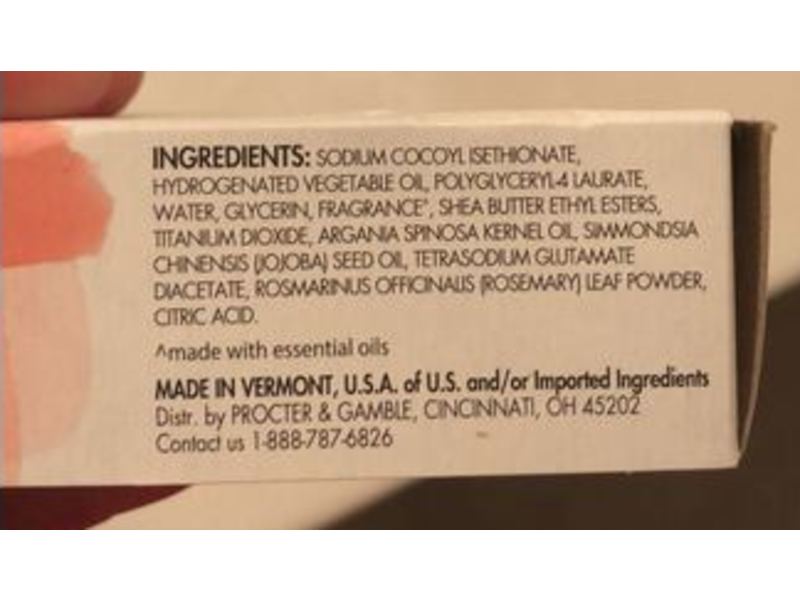 INGREDIENTS: SODIUM COCOYL ISETHIONATE,
HYDROGENATED VEGETABLE OIL, POLYGLYCERYL-4 LAURATE,
WATER, GLYCERIN, FRAGRANCE^, SHEA BUTTER ETHYL ESTERS,
TITANIUM DIOXIDE, ARGANIA SPINOSA KERNEL OIL, SIMMONDSIA
CHINENSIS (JOJOBA) SEED OIL, TETRASODIUM GLUTAMATE
DIACETATE, ROSMARINUS OFFICINALIS (ROSEMARY) LEAF POWDER,
CITRIC ACID.
^made with essential oils
MADE IN VERMONT, U.S.A. of U.S. and/or Imported Ingredients
Distr. by PROCTER & GAMBLE, CINCINNATI, OH 45202
Contact us 1-888-787-6826